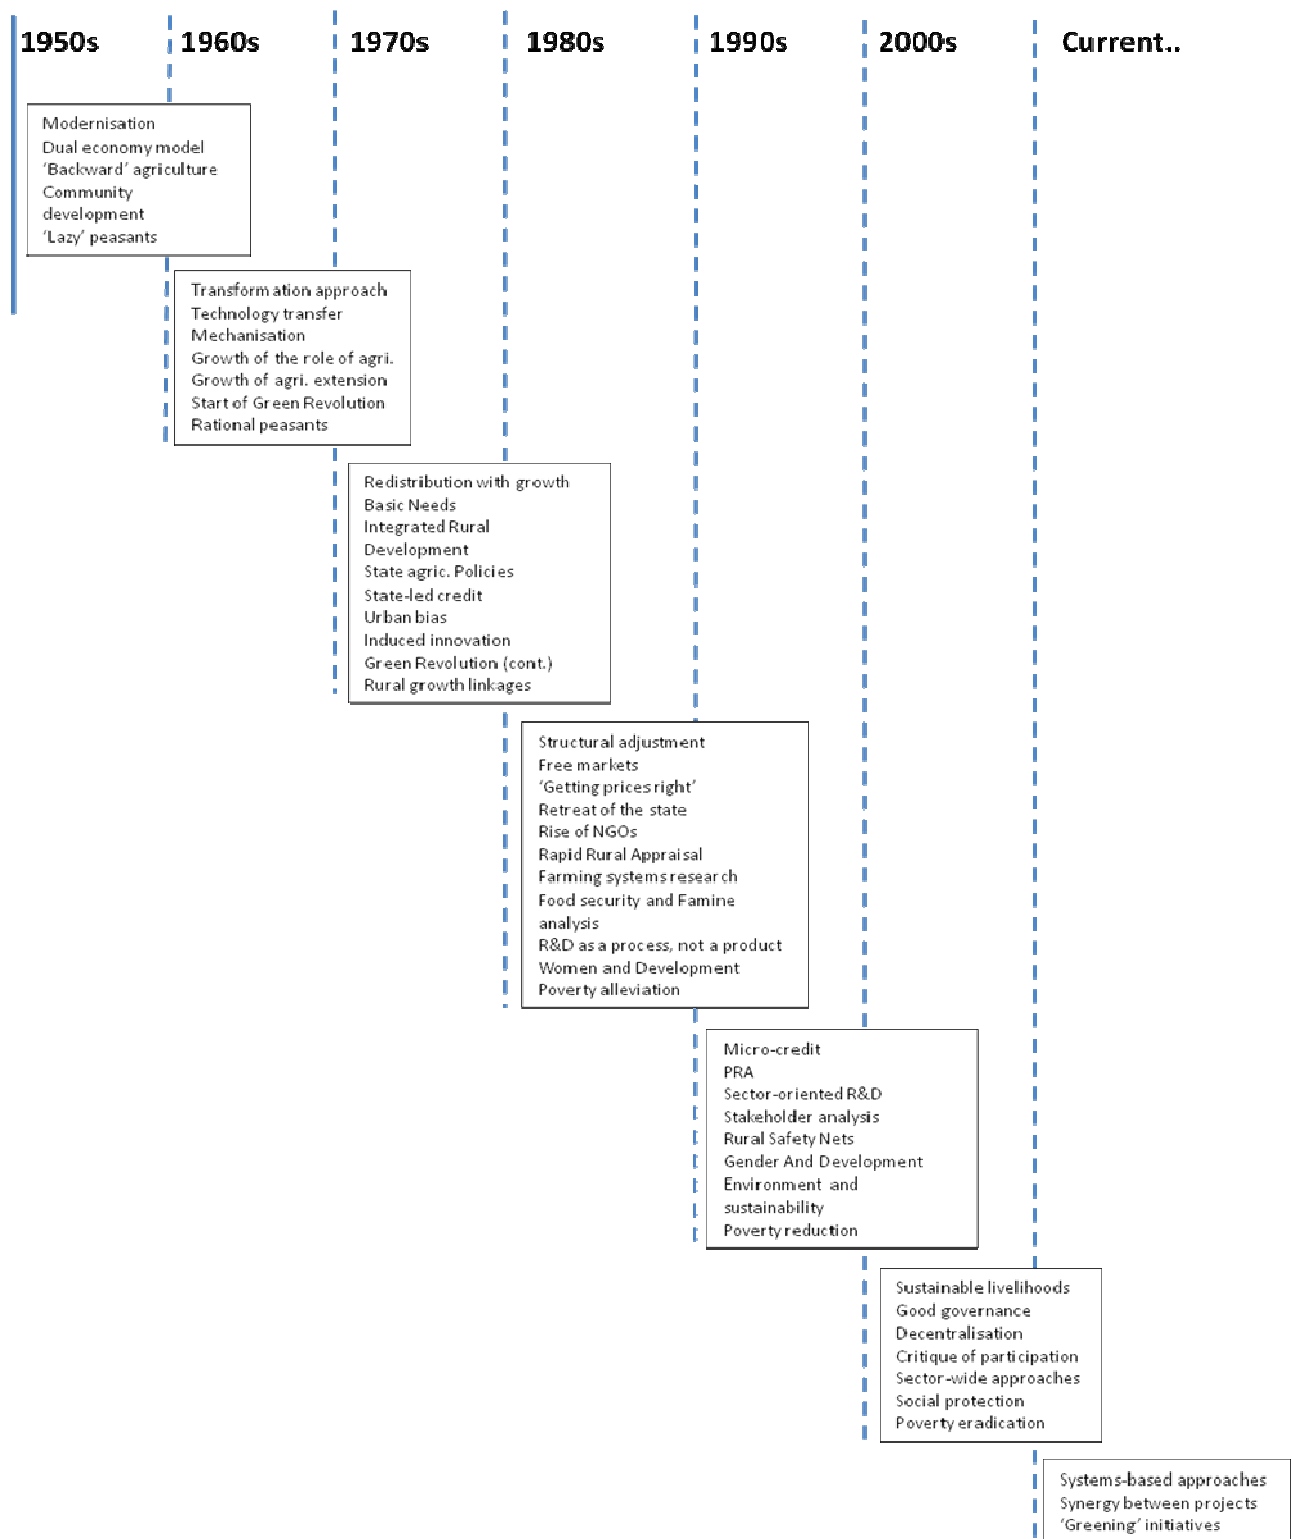 1950s
1960s
1970s
1980s
1990s
2000s
Current..
Modernisation
Dual economy model
‘Backward’ agriculture
Community
development
‘Lazy’ peasants
Transformation approach
Technology transfer
Mechanisation
Growth of the role of agri.
Growth of agri. extension
Start of Green Revolution
Rational peasants
Redistribution with growth
Basic Needs
Integrated Rural
Development
State agric. Policies
State-led credit
Urban bias
Induced innovation
Green Revolution (cont.)
Rural growth linkages
Structural adjustment
Free markets
‘Getting prices right’
Retreat of the state
Rise of NGOs
Rapid Rural Appraisal
Farming systems research
Food security and Famine
analysis
R&D as a process, not a product
Women and Development
Poverty alleviation
Micro-credit
PRA
Sector-oriented R&D
Stakeholder analysis
Rural Safety Nets
Gender And Development
Environment and
sustainability
Poverty reduction
Sustainable livelihoods
Good governance
Decentralisation
Critique of participation
Sector-wide approaches
Social protection
Poverty eradication
Systems-based approaches
Synergy between projects
‘Greening’ initiatives